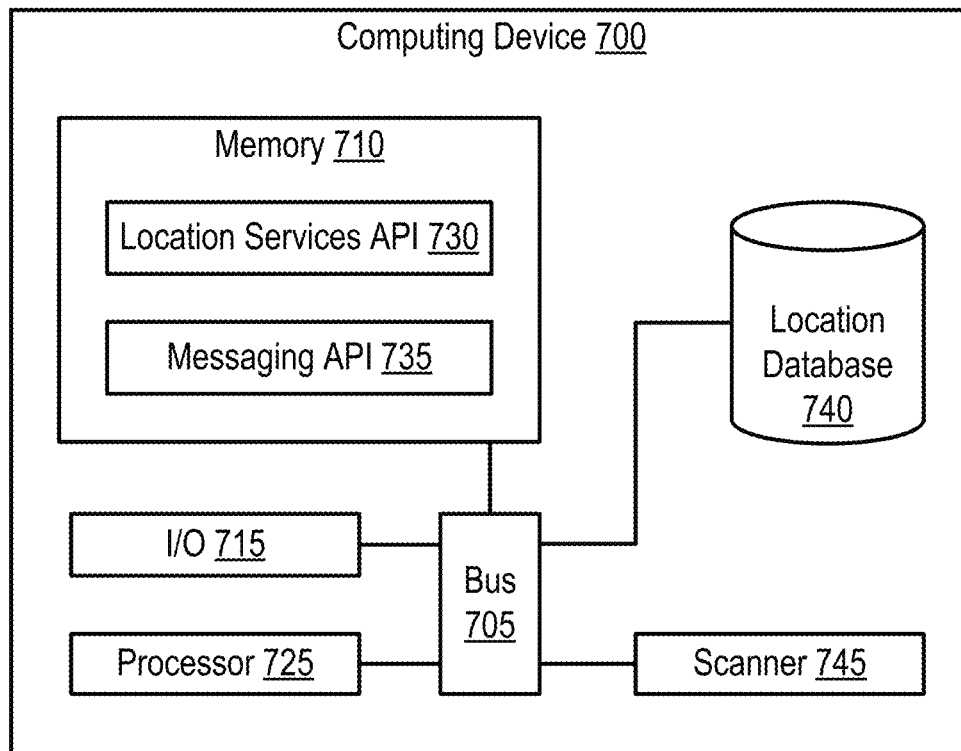 Computing Device 700
Memory 710
Location Services API 730
Messaging API 735
Location
Database
740
I/O 715
Bus
705
Processor 725
Scanner 745